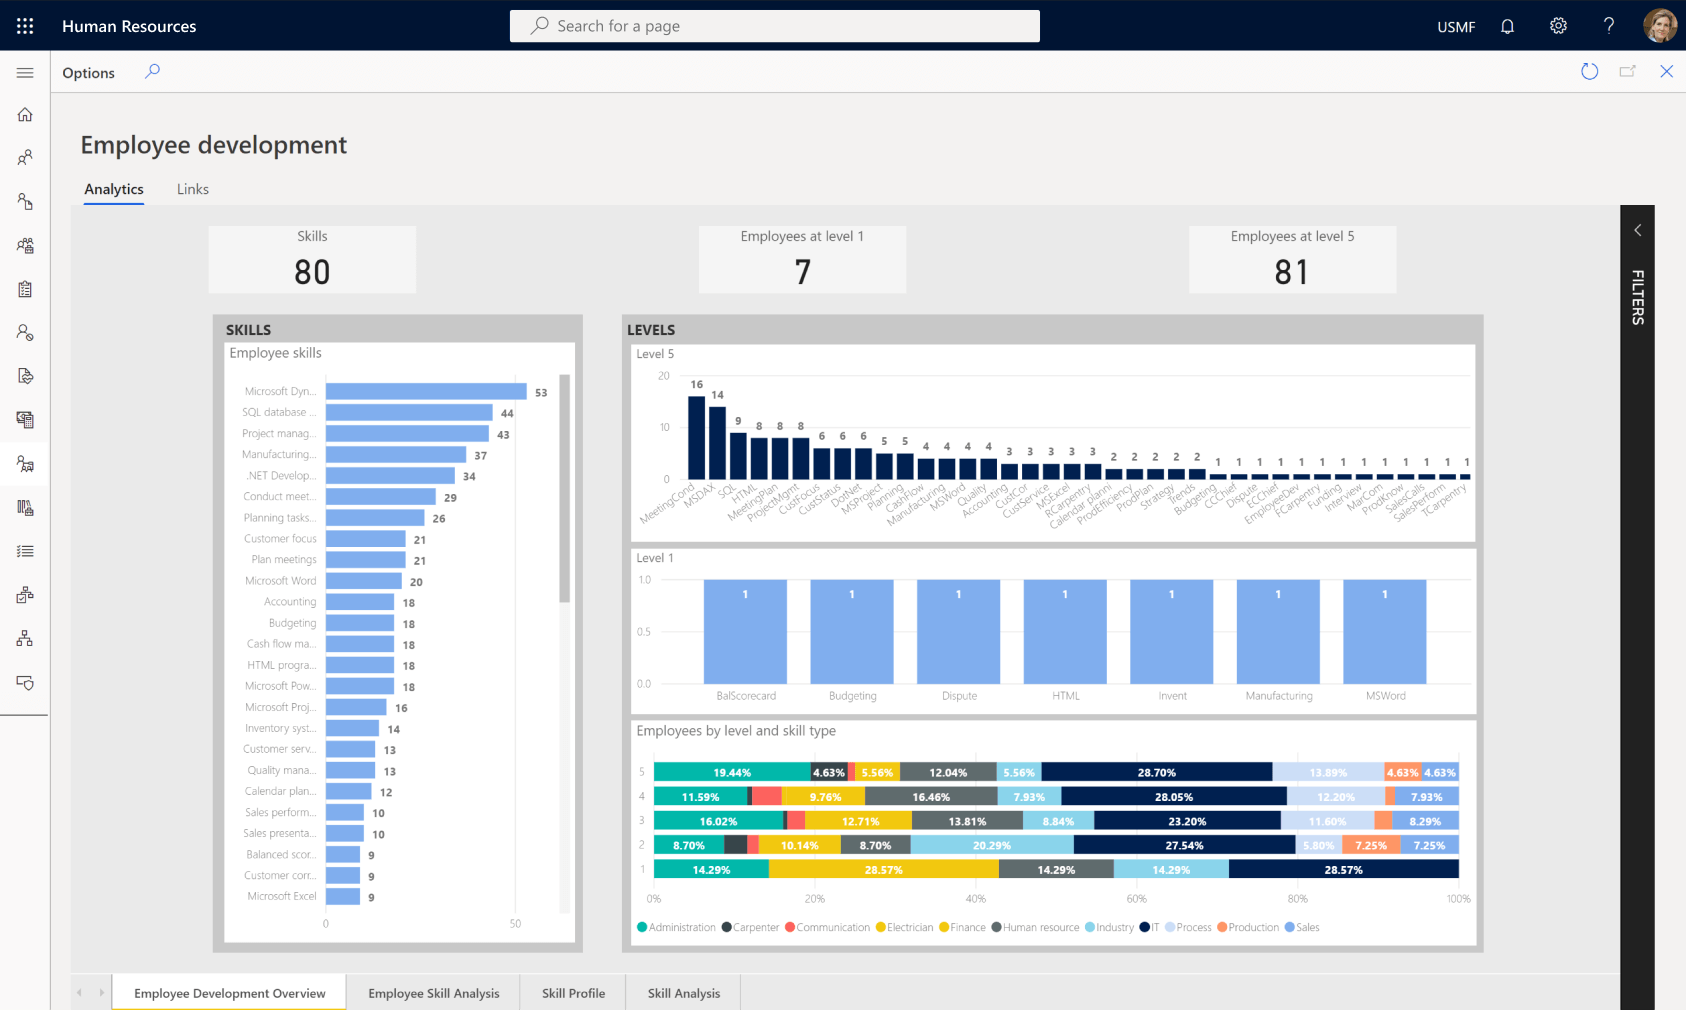 Human Resources
Search for a page
USMF
?
Options
Employee development
Analytics
Links
Skills
80
Employees at level 1
7
Employees at level 5
81
FILTERS
SKILLS
Employee skills
Microsoft Dyn... 53
SQL database ... 44
Project manag... 43
Manufacturing... 37
.NET Develop... 34
Conduct meet... 29
Planning tasks... 26
Customer focus 21
Plan meetings 21
Microsoft Word 20
Accounting 18
Budgeting 18
Cash flow ma... 18
HTML progra... 18
Microsoft Pow... 18
Microsoft Proj... 16
Inventory syst... 14
Customer serv... 13
Quality mana... 13
Calendar plan... 12
Sales perform... 10
Sales presenta... 10
Balanced scor... 9
Customer corr... 9
Microsoft Excel 9
0 50
LEVELS
Level 5
20
10
0
16 14 9 8 8 8 6 6 6 5 5 4 4 4 4 3 3 3 3 3 2 2 2 2 2 1 1 1 1 1 1 1 1 1 1 1 1 1
MeetingCond MSDAX SQL HTML MeetingPlan ProjectMgmt CustFocus CustStatus DotNet MSProject Planning CashFlow Manufacturing MSWord Quality Accounting CustCor CustService MSExcel RCarpentry Calendar Planni ProdEfficiency ProdPlan Strategy Trends Budgeting CCChief Dispute ECChief EmployeeDev FCarpentry Funding Interview MarCom ProdKnow SalesCalls SalesPerform TCarpentry
Level 1
1.0
0.5
0.0
1 1 1 1 1 1 1
BalScorecard Budgeting Dispute HTML Invent Manufacturing MSWord
Employees by level and skill type
5 19.44% 4.63% 5.56% 12.04% 5.56% 28.70% 13.89% 4.63% 4.63%
4 11.59% 9.76% 16.46% 7.93% 28.05% 12.20% 7.93%
3 16.02% 12.71% 13.81% 8.84% 23.20% 11.60% 8.29%
2 8.70% 10.14% 8.70% 20.29% 27.54% 5.80% 7.25% 7.25%
1 14.29% 28.57% 14.29% 14.29% 28.57%
0% 20% 40% 60% 80% 100%
Administration Carpenter Communication Electrician Finance Human resource Industry IT Process Production Sales
Employee Development Overview
Employee Skill Analysis
Skill Profile
Skill Analysis